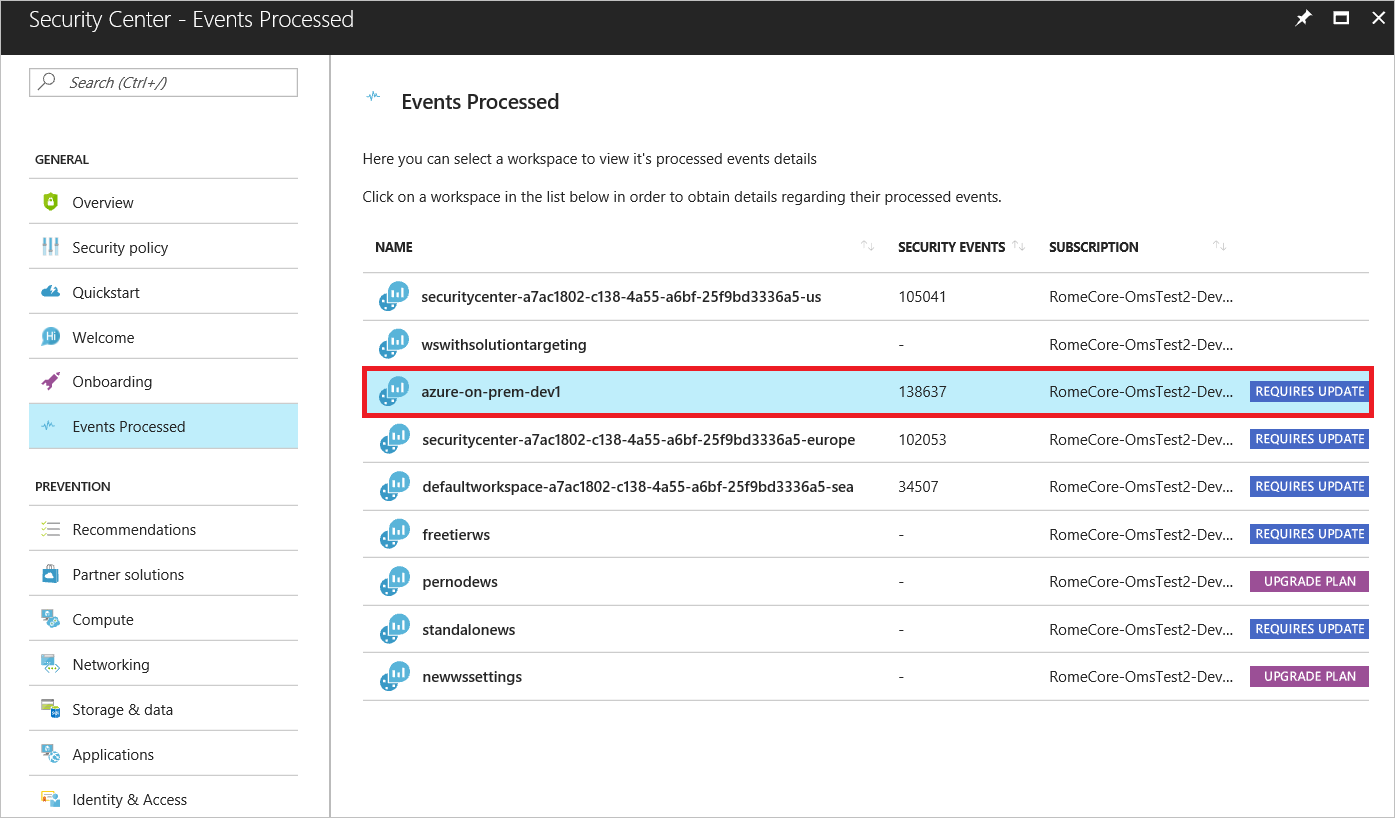 Security Center - Events Processed
Search (Ctrl+/)
GENERAL
Overview
Security policy
Quickstart
Hi
Welcome
Onboarding
Events Processed
PREVENTION
Recommendations
Partner solutions
Compute
Networking
Storage & data
Applications
Identity & Access
Events Processed
Here you can select a workspace to view it's processed events details
Click on a workspace in the list below in order to obtain details regarding their processed events.
NAME SECURITY EVENTS SUBSCRIPTION
securitycenter-a7ac1802-c138-4a55-a6bf-25f9bd3336a5-us 105041 RomeCore-OmsTest2-Dev...
wswithsolutiontargeting - RomeCore-OmsTest2-Dev...
azure-on-prem-dev1 138637 RomeCore-OmsTest2-Dev... REQUIRES UPDATE
securitycenter-a7ac1802-c138-4a55-a6bf-25f9bd3336a5-europe 102053 RomeCore-OmsTest2-Dev... REQUIRES UPDATE
defaultworkspace-a7ac1802-c138-4a55-a6bf-25f9bd3336a5-sea 34507 RomeCore-OmsTest2-Dev... REQUIRES UPDATE
freetierws - RomeCore-OmsTest2-Dev... REQUIRES UPDATE
pernodews - RomeCore-OmsTest2-Dev... UPGRADE PLAN
standalonews - RomeCore-OmsTest2-Dev... REQUIRES UPDATE
newwssettings - RomeCore-OmsTest2-Dev... UPGRADE PLAN